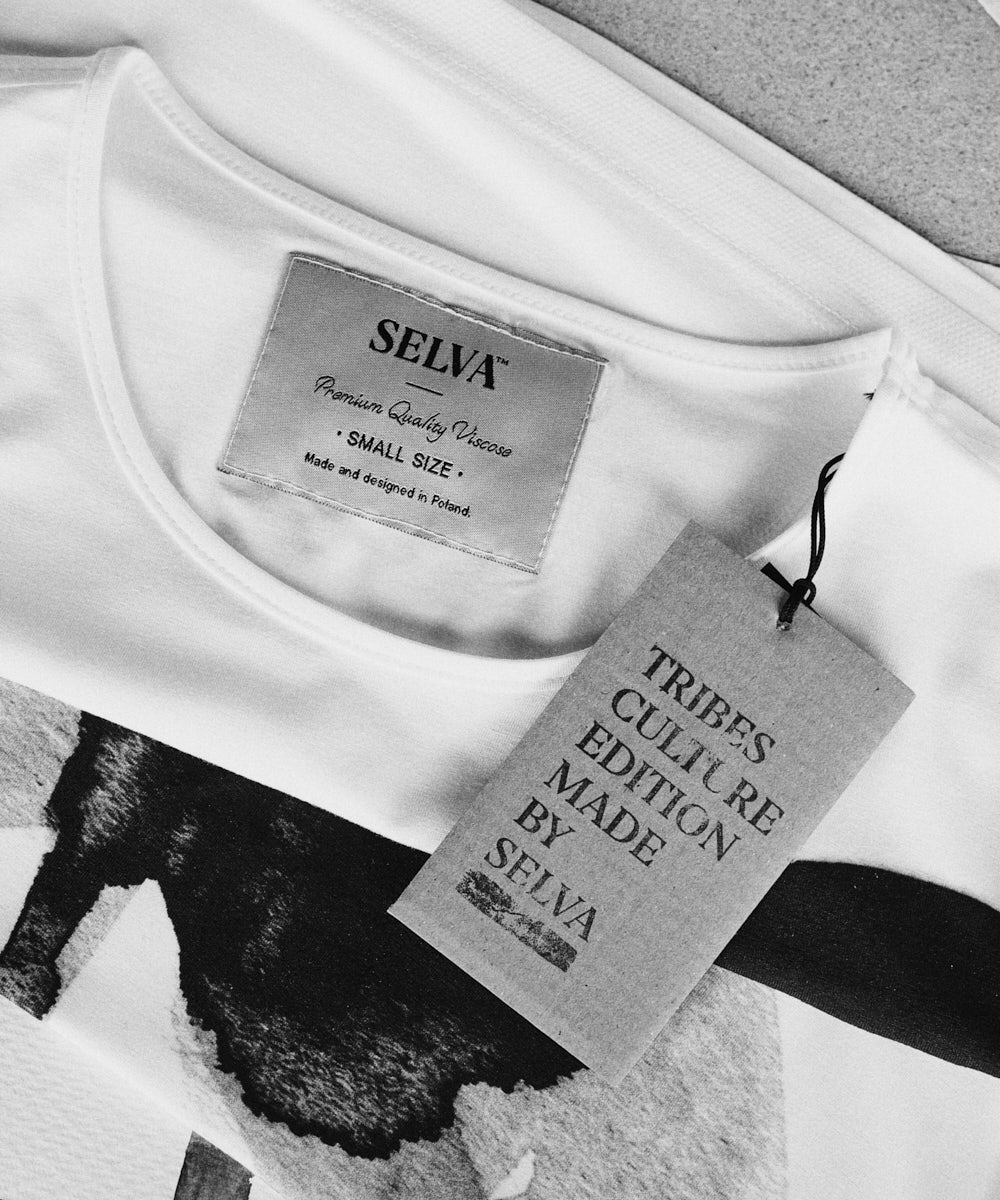 SELVA™
Premium Quality Viscose
• SMALL SIZE •
Made and designed in Poland.
TRIBES
CULTURE
EDITION
MADE
BY
SELVA